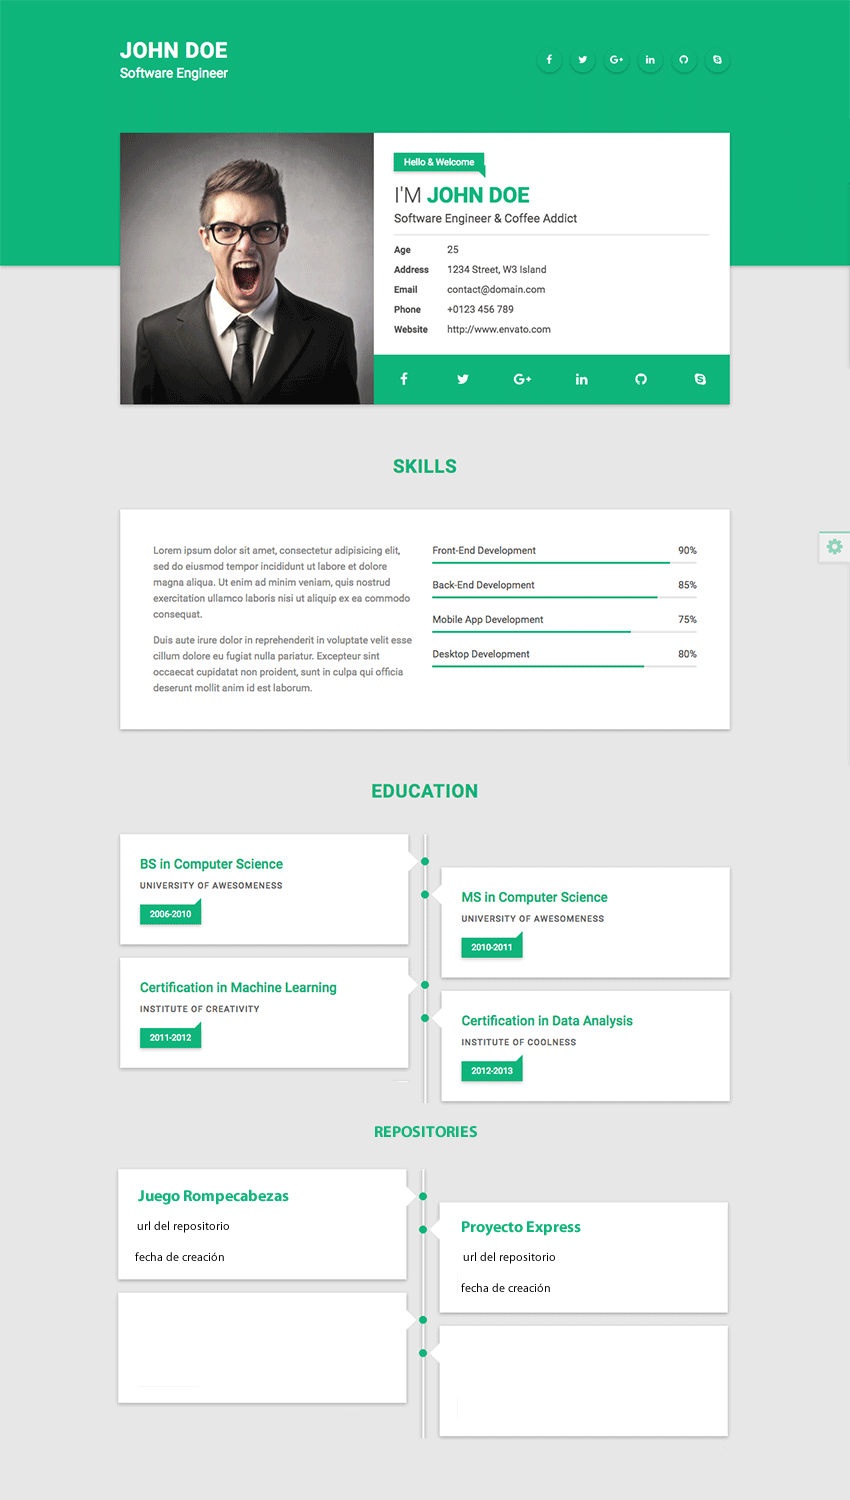 JOHN DOE
Software Engineer
Hello & Welcome
I'M JOHN DOE
Software Engineer & Coffee Addict
Age 25
Address 1234 Street, W3 Island
Email contact@domain.com
Phone +0123 456 789
Website http://www.envato.com
SKILLS
Lorem ipsum dolor sit amet, consectetur adipisicing elit,
sed do eiusmod tempor incididunt ut labore et dolore
magna aliqua. Ut enim ad minim veniam, quis nostrud
exercitation ullamco laboris nisi ut aliquip ex ea commodo
consequat.
Duis aute irure dolor in reprehenderit in voluptate velit esse
cillum dolore eu fugiat nulla pariatur. Excepteur sint
occaecat cupidatat non proident, sunt in culpa qui officia
deserunt mollit anim id est laborum.
Front-End Development 90%
Back-End Development 85%
Mobile App Development 75%
Desktop Development 80%
EDUCATION
BS in Computer Science
UNIVERSITY OF AWESOMENESS
2006-2010
MS in Computer Science
UNIVERSITY OF AWESOMENESS
2010-2011
Certification in Machine Learning
INSTITUTE OF CREATIVITY
2011-2012
Certification in Data Analysis
INSTITUTE OF COOLNESS
2012-2013
REPOSITORIES
Juego Rompecabezas
url del repositorio
fecha de creación
Proyecto Express
url del repositorio
fecha de creación